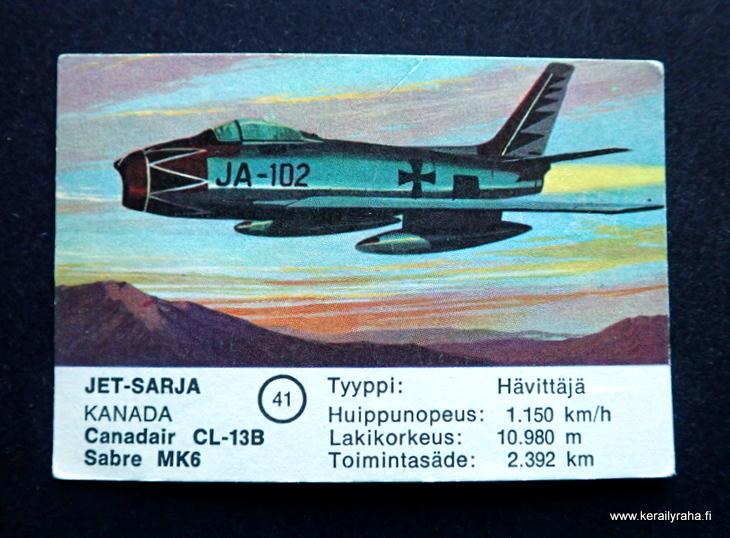 JA-102
JET-SARJA
KANADA
Canadair CL-13B
Sabre MK6
41
Tyyppi: Hävittäjä
Huippunopeus: 1.150 km/h
Lakikorkeus: 10.980 m
Toimintasäde: 2.392 km
www.kerailyraha.fi